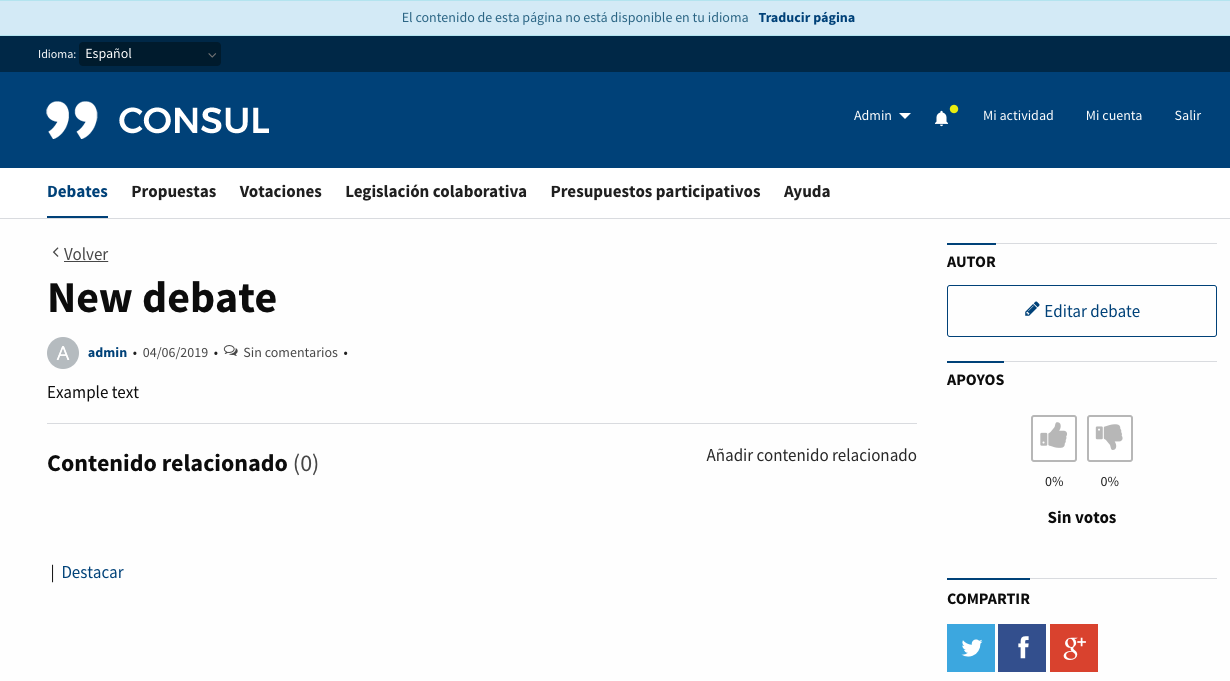 El contenido de esta página no está disponible en tu idioma Traducir página
Idioma: Español
CONSUL
Admin Mi actividad Mi cuenta Salir
Debates Propuestas Votaciones Legislación colaborativa Presupuestos participativos Ayuda
Volver
New debate
A admin • 04/06/2019 • Sin comentarios •
Example text
Contenido relacionado (0)
Añadir contenido relacionado
| Destacar
AUTOR
Editar debate
APOYOS
0% 0%
Sin votos
COMPARTIR
f g+